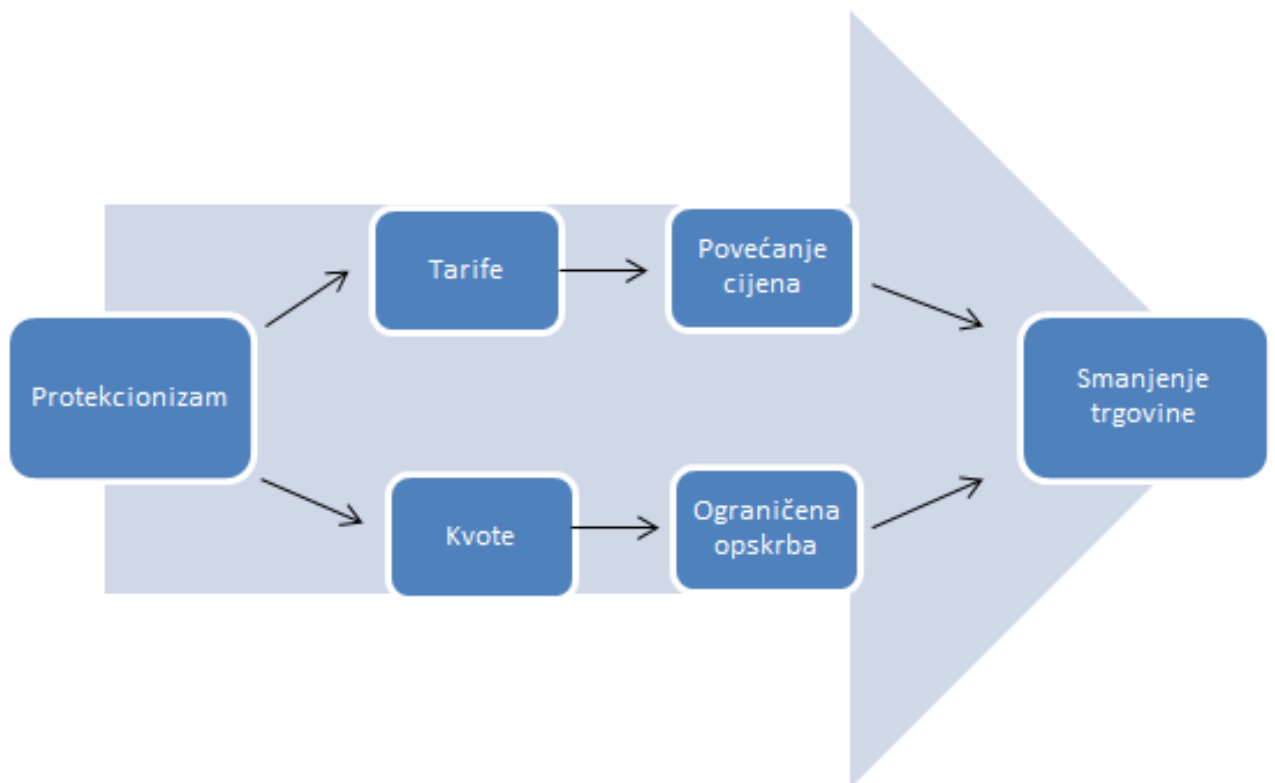 Protekcionizam
Tarife
Povećanje
cijena
Kvote
Ograničena
opskrba
Smanjenje
trgovine